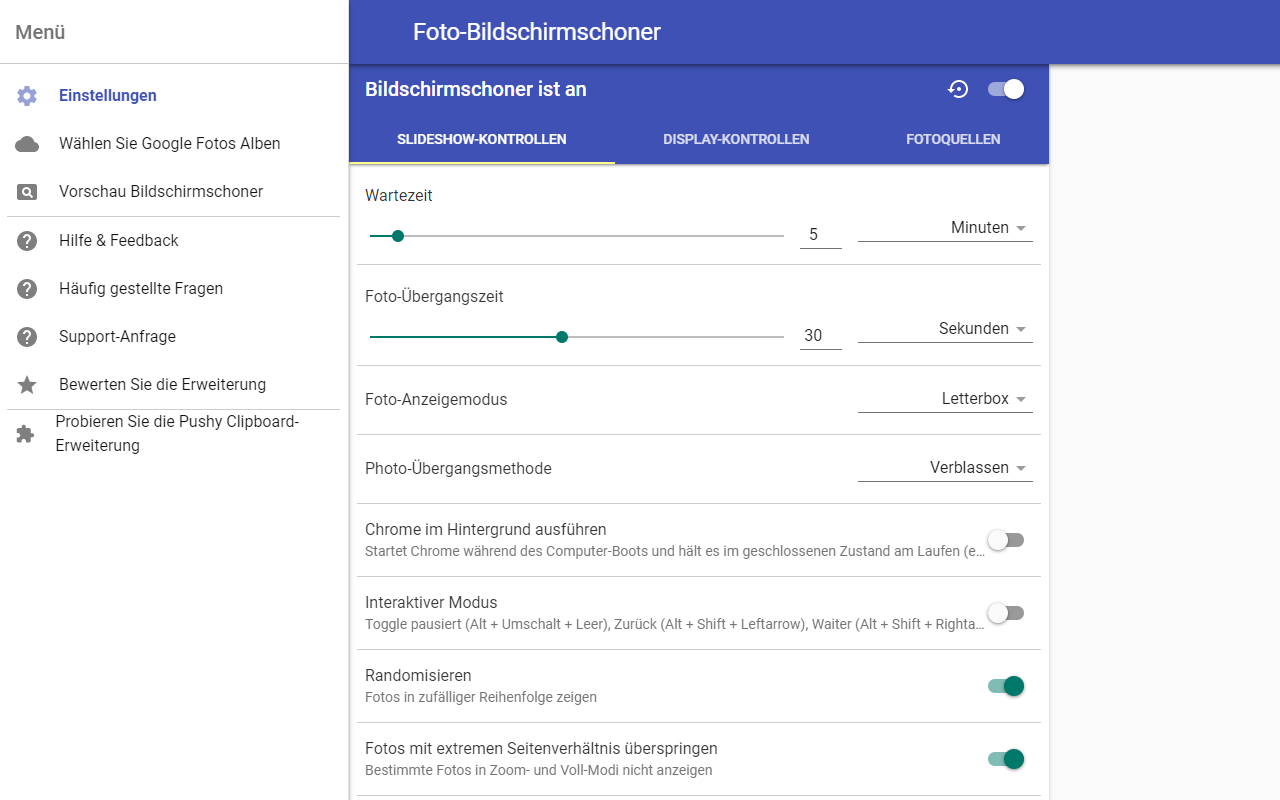 Menü
Foto-Bildschirmschoner
Einstellungen
Wählen Sie Google Fotos Alben
Vorschau Bildschirmschoner
Hilfe & Feedback
Häufig gestellte Fragen
Support-Anfrage
Bewerten Sie die Erweiterung
Probieren Sie die Pushy Clipboard-
Erweiterung
Bildschirmschoner ist an
SLIDESHOW-KONTROLLEN DISPLAY-KONTROLLEN FOTOQUELLEN
Wartezeit
5 Minuten
Foto-Übergangszeit
30 Sekunden
Foto-Anzeigemodus Letterbox
Photo-Übergangsmethode Verblassen
Chrome im Hintergrund ausführen
Startet Chrome während des Computer-Boots und hält es im geschlossenen Zustand am Laufen (e...
Interaktiver Modus
Toggle pausiert (Alt + Umschalt + Leer), Zurück (Alt + Shift + Leftarrow), Waiter (Alt + Shift + Righta...
Randomisieren
Fotos in zufälliger Reihenfolge zeigen
Fotos mit extremen Seitenverhältnis überspringen
Bestimmte Fotos in Zoom- und Voll-Modi nicht anzeigen